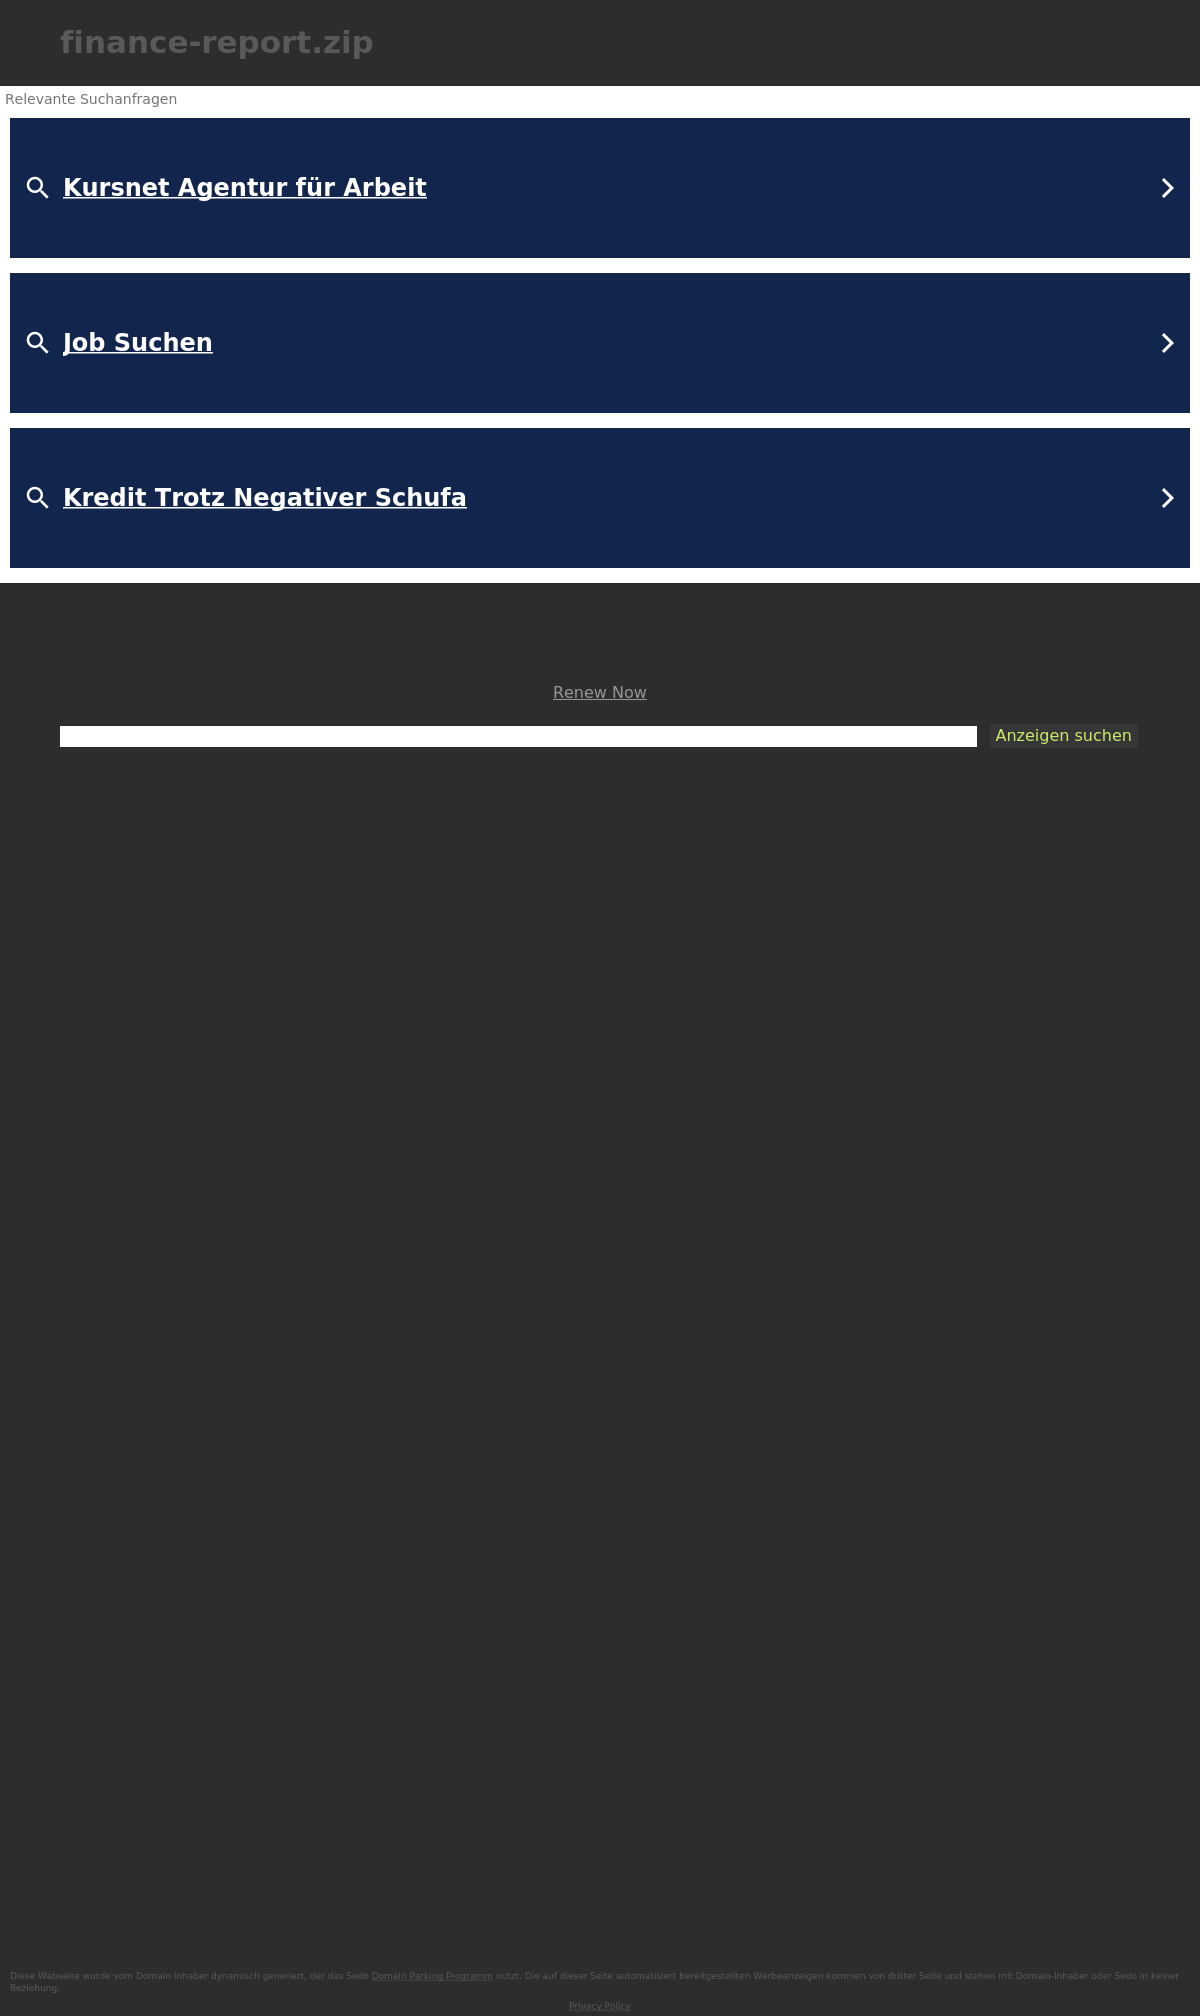 finance-report.zip
Relevante Suchanfragen
Kursnet Agentur für Arbeit
Job Suchen
Kredit Trotz Negativer Schufa
Renew Now
Anzeigen suchen
Diese Webseite wurde vom Domain Inhaber dynamisch generiert, der das Sedo Domain Parking Programm nutzt. Die auf dieser Seite automatisiert bereitgestellten Werbeanzeigen kommen von dritter Seite und stehen mit Domain-Inhaber oder Sedo in keiner
Beziehung.
Privacy Policy